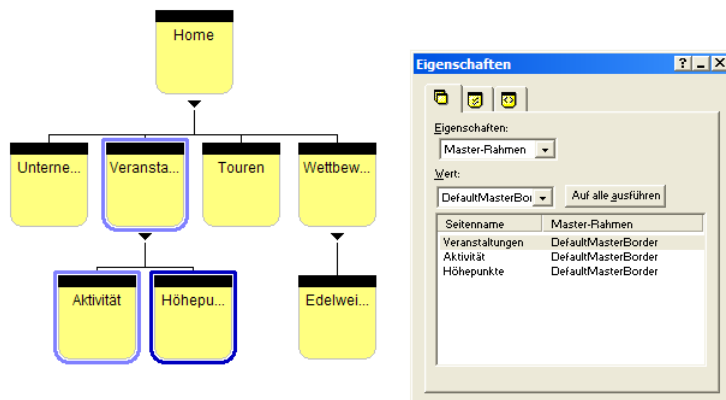 Home
Unterne...
Veransta...
Touren
Wettbew...
Aktivität
Höhepu...
Edelwei...
Eigenschaften
Eigenschaften:
Master-Rahmen
Wert:
DefaultMasterBor
Auf alle ausführen
Seitenname Master-Rahmen
Veranstaltungen DefaultMasterBorder
Aktivität DefaultMasterBorder
Höhepunkte DefaultMasterBorder